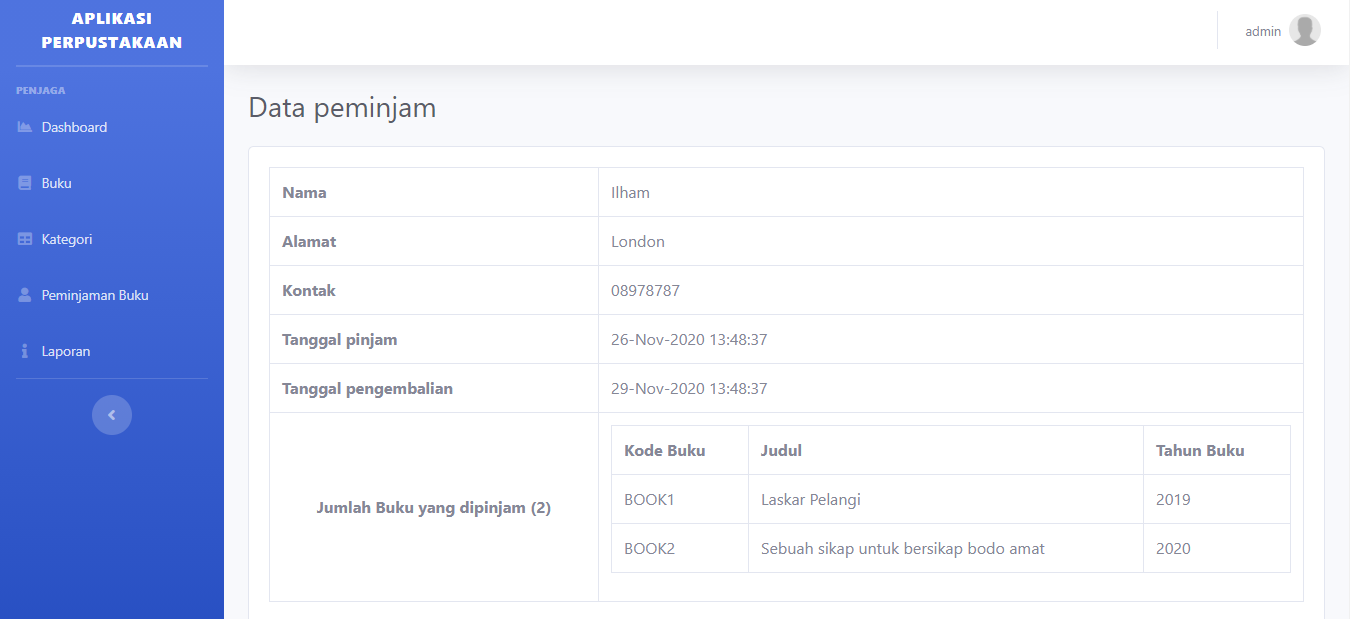 APLIKASI
PERPUSTAKAAN
admin
PENJAGA
Dashboard
Buku
Kategori
Peminjaman Buku
Laporan
Data peminjam
Nama Ilham
Alamat London
Kontak 08978787
Tanggal pinjam 26-Nov-2020 13:48:37
Tanggal pengembalian 29-Nov-2020 13:48:37
Jumlah Buku yang dipinjam (2)
Kode Buku Judul Tahun Buku
BOOK1 Laskar Pelangi 2019
BOOK2 Sebuah sikap untuk bersikap bodo amat 2020